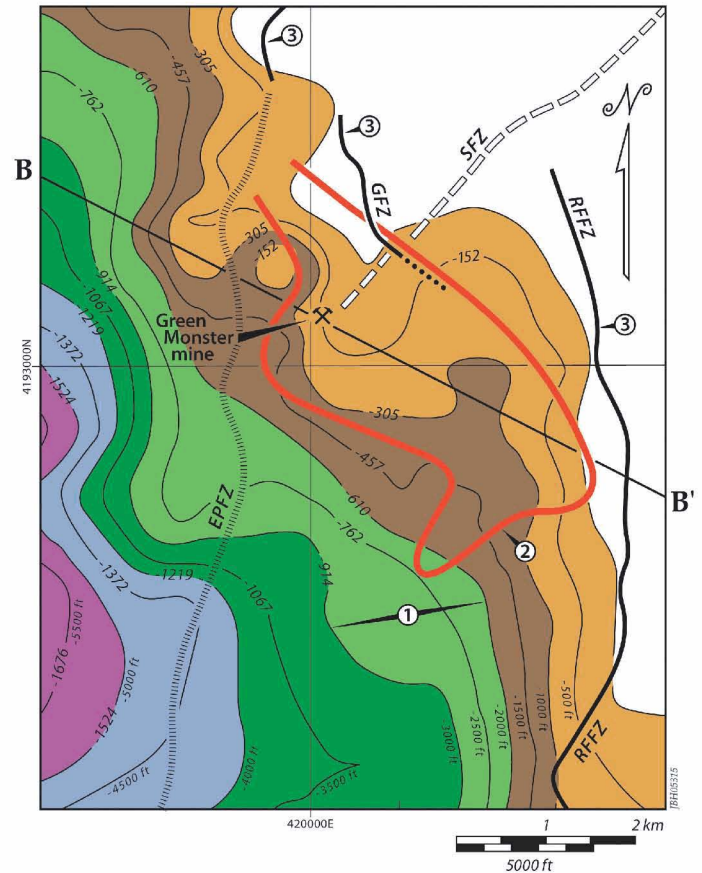 -305
③
-457
-610
-762
③
SFZ
B
GFZ
RFFZ
-305
-152
-152
-914
-1067
③
-1219
Green
Monster
mine
-1372
4193000N
-1524
-305
-457
B'
-610
EPFZ
-762
②
-914
-1372
-1219
-1067
①
-5500 ft
-1676
-5000 ft
-1524
-500 ft
1000 ft
-1500 ft
-2000 ft
-2500 ft
3000 ft
RFFZ
-4500 ft
-4000 ft
-3500 ft
JBH05315
420000E
1
2 km
5000 ft